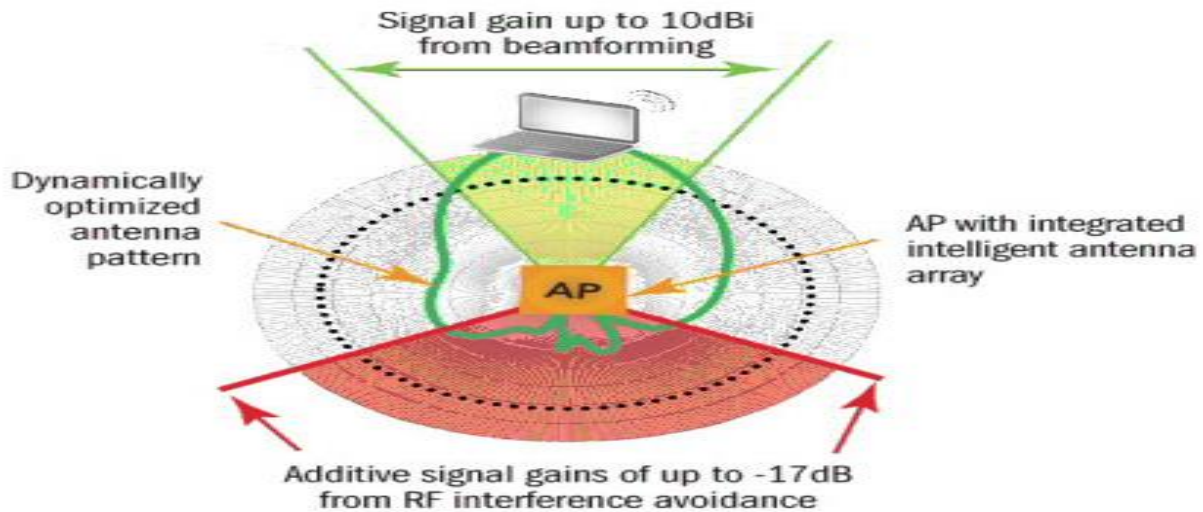 Signal gain up to 10dBi
from beamforming
Dynamically
optimized
antenna
pattern
AP with integrated
intelligent antenna
array
AP
Additive signal gains of up to -17dB
from RF interference avoidance